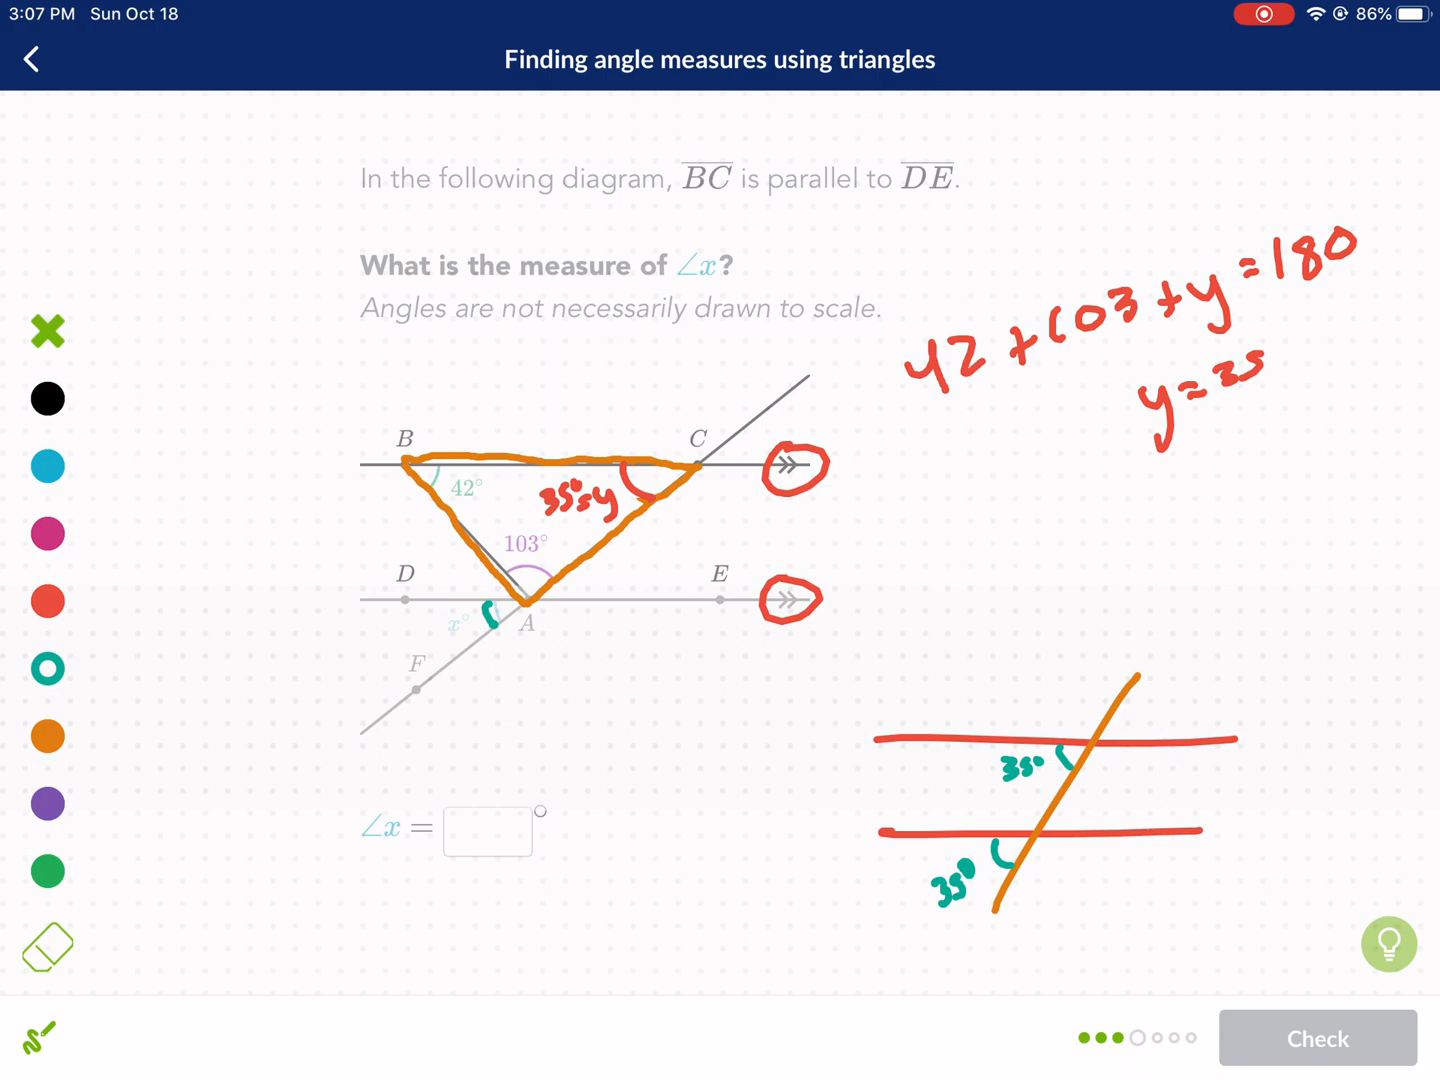 3:07 PM Sun Oct 18
86%
Finding angle measures using triangles
In the following diagram, BC is parallel to DE.
What is the measure of ∠x?
Angles are not necessarily drawn to scale.
42 + 103 + y = 180
y = 35
B
C
42°
35° = y
103°
D
E
x°
A
F
35°
35°
∠x = °
Check